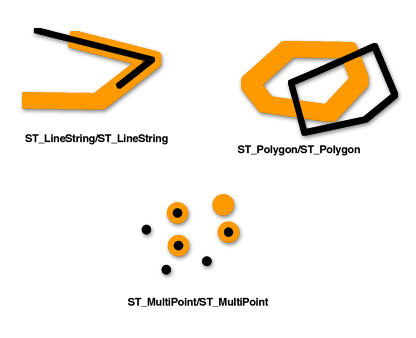 ST_LineString/ST_LineString
ST_Polygon/ST_Polygon
ST_MultiPoint/ST_MultiPoint